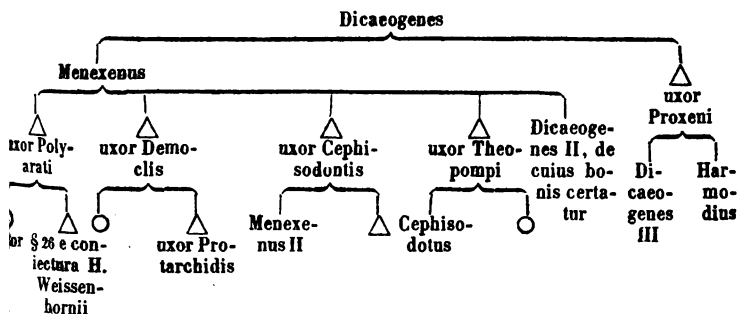 Dicaeogenes
Menexenus
uxor
Proxeni
uxor Poly-
arati
uxor Demo-
clis
uxor Cephi-
sodontis
uxor Theo-
pompi
Dicaeoge-
nes II, de
cuius bo-
nis certa-
tur
Di-
caeo-
genes
III
Har-
modius
tor
§ 26 e con-
iectura H.
Weissen-
bornii
uxor Pro-
tarchidis
Menexe-
nus II
Cephiso-
dotus